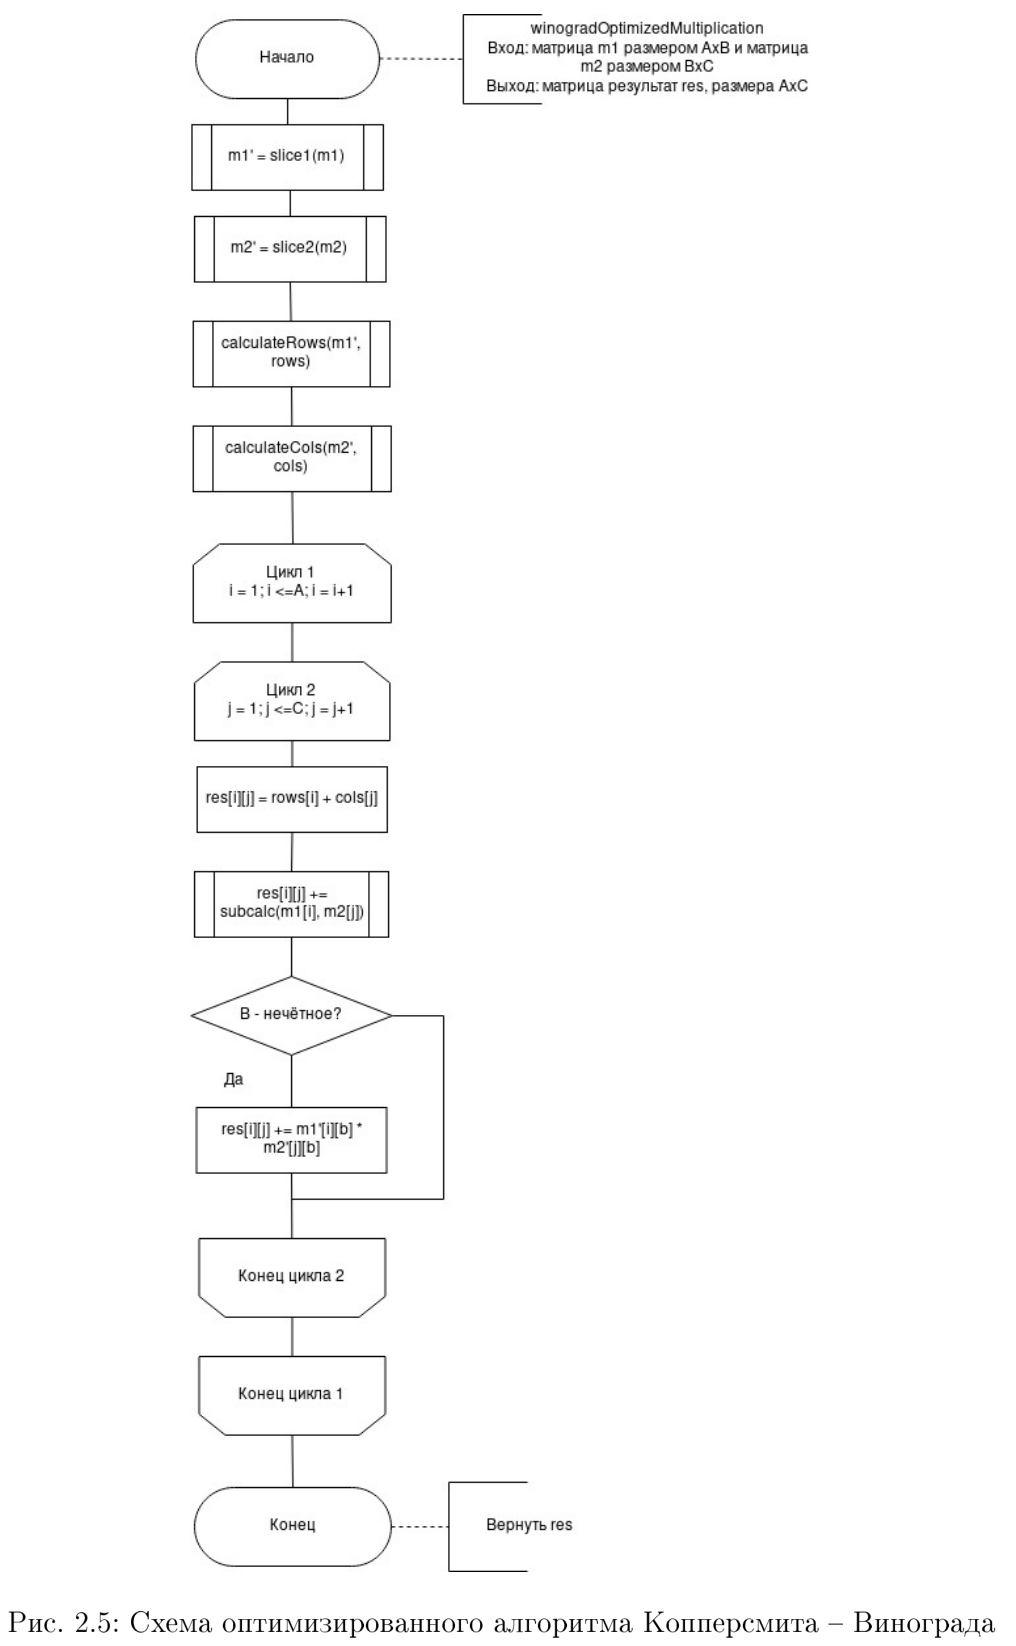 Начало
winogradOptimizedMultiplication
Вход: матрица m1 размером AxB и матрица
m2 размером BxC
Выход: матрица результат res, размера AxC
m1' = slice1(m1)
m2' = slice2(m2)
calculateRows(m1',
rows)
calculateCols(m2',
cols)
Цикл 1
i = 1; i <=A; i = i+1
Цикл 2
j = 1; j <=C; j = j+1
res[i][j] = rows[i] + cols[j]
res[i][j] +=
subcalc(m1[i], m2[j])
В - нечётное?
Да
res[i][j] += m1'[i][b] *
m2'[j][b]
Конец цикла 2
Конец цикла 1
Конец
Вернуть res
Рис. 2.5: Схема оптимизированного алгоритма Копперсмита – Винограда